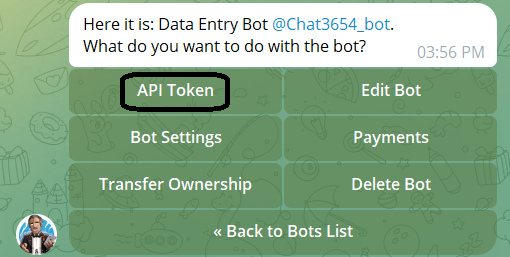 Here it is: Data Entry Bot @Chat3654_bot.
What do you want to do with the bot?
03:56 PM
API Token
Edit Bot
Bot Settings
Payments
Transfer Ownership
Delete Bot
« Back to Bots List